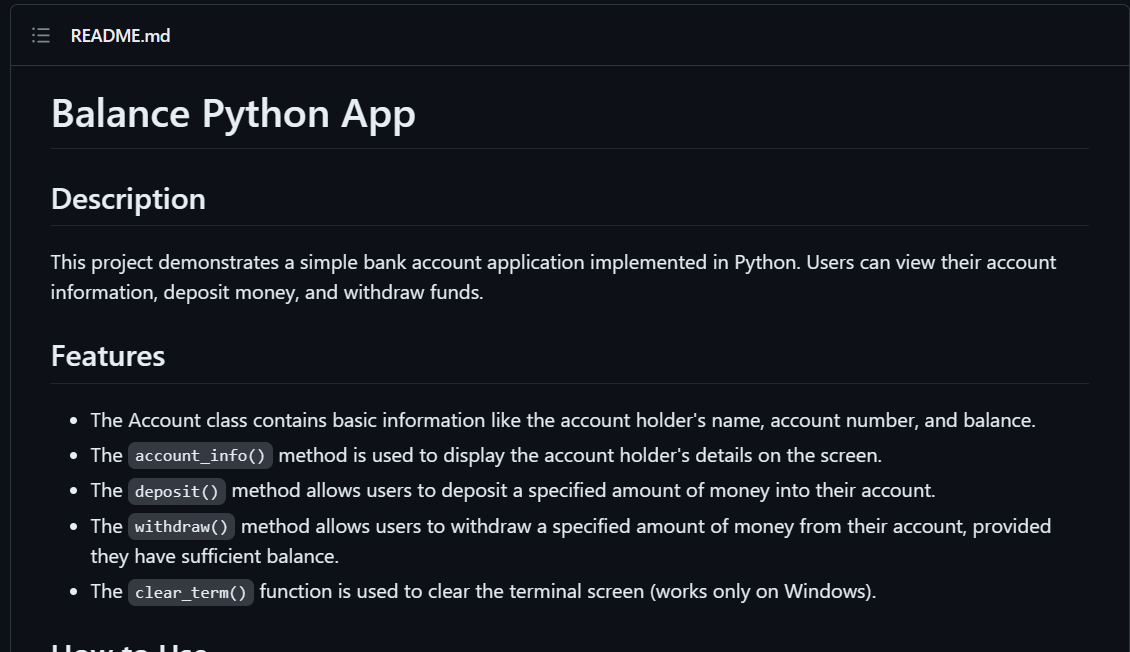 README.md
Balance Python App
Description
This project demonstrates a simple bank account application implemented in Python. Users can view their account
information, deposit money, and withdraw funds.
Features
The Account class contains basic information like the account holder's name, account number, and balance.
The account_info() method is used to display the account holder's details on the screen.
The deposit() method allows users to deposit a specified amount of money into their account.
The withdraw() method allows users to withdraw a specified amount of money from their account, provided
they have sufficient balance.
The clear_term() function is used to clear the terminal screen (works only on Windows).
How to Use